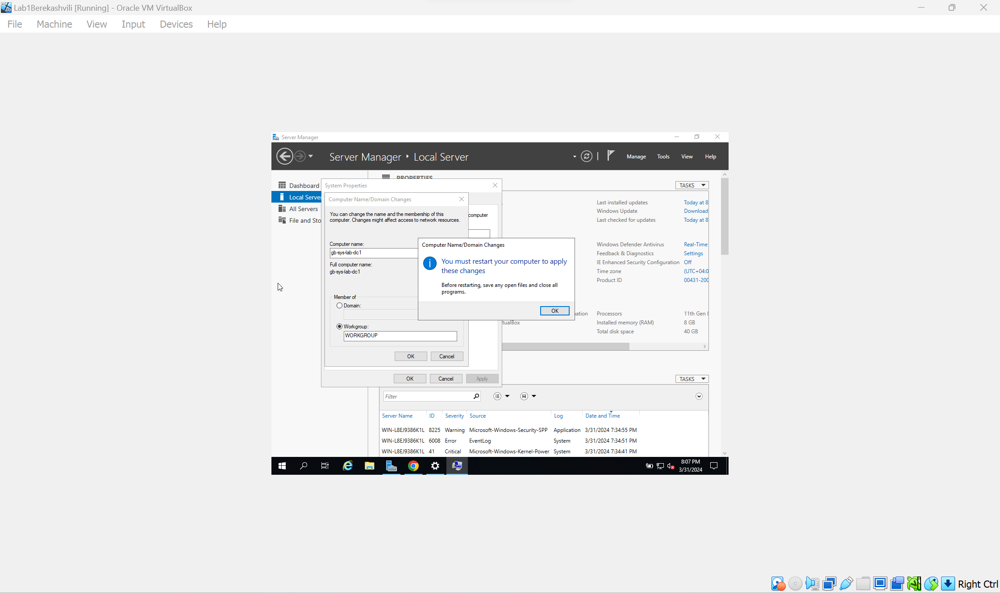 Lab1Berekashvili [Running] - Oracle VM VirtualBox
File Machine View Input Devices Help
Server Manager
Server Manager Local Server
Manage Tools View Help
Dashboard
Local Server
All Servers
File and Sto
PROPERTIES
TASKS
System Properties
Computer Name/Domain Changes
You can change the name and the membership of this
computer. Changes might affect access to network resources.
computer
Computer name:
gb-sys-lab-dc1
Full computer name:
gb-sys-lab-dc1
Member of
Domain:
Workgroup:
WORKGROUP
OK Cancel
OK Cancel Apply
Computer Name/Domain Changes
You must restart your computer to apply
these changes
Before restarting, save any open files and close all
programs.
OK
Last installed updates Today at 8
Windows Update Download
Last checked for updates Today at 8
Windows Defender Antivirus Real-Time
Feedback & Diagnostics Settings
IE Enhanced Security Configuration Off
Time zone (UTC+04:0
Product ID 00431-200
ation Processors 11th Gen I
tualBox Installed memory (RAM) 8 GB
Total disk space 40 GB
TASKS
Filter
Server Name ID Severity Source Log Date and Time
WIN-L8EJ9386K1L 8225 Warning Microsoft-Windows-Security-SPP Application 3/31/2024 7:34:55 PM
WIN-L8EJ9386K1L 6008 Error EventLog System 3/31/2024 7:34:51 PM
WIN-L8EJ9386K1L 41 Critical Microsoft-Windows-Kernel-Power System 3/31/2024 7:34:41 PM
8:07 PM
3/31/2024
Right Ctrl